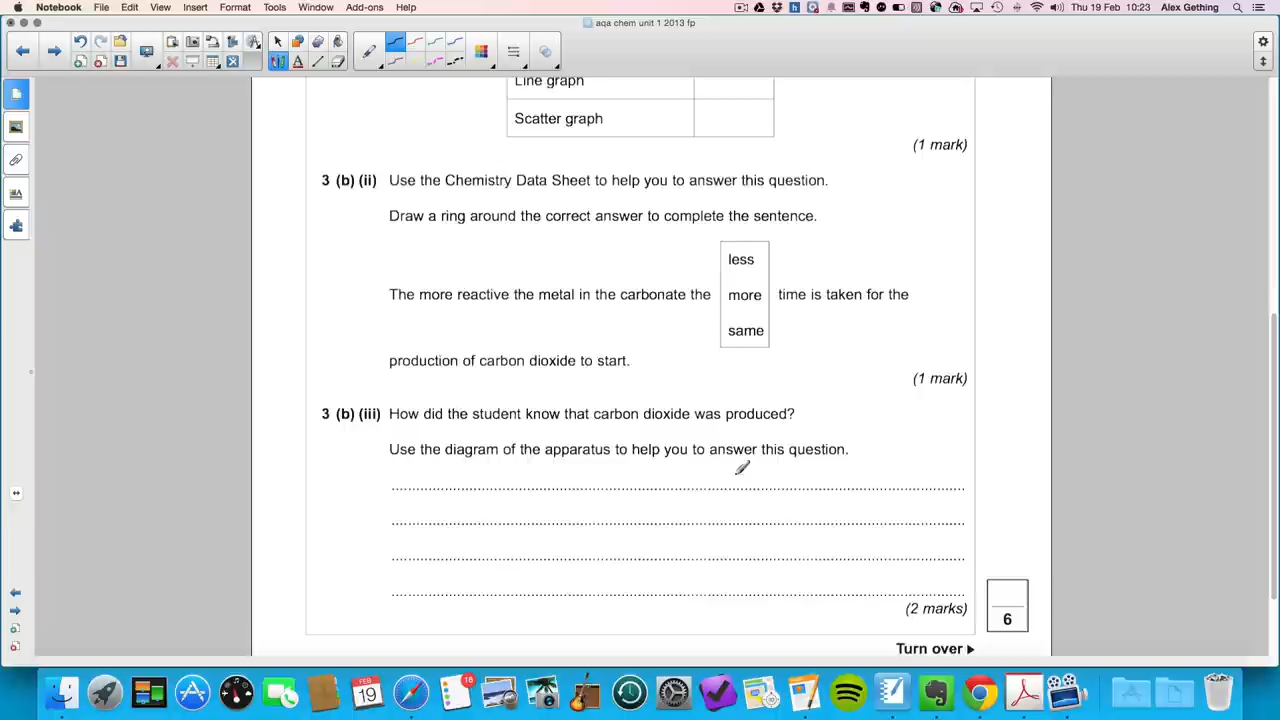 Notebook File Edit View Insert Format Tools Window Add-ons Help Thu 19 Feb 10:23 Alex Gething
aqa chem unit 1 2013 fp
Line graph
Scatter graph
(1 mark)
3 (b) (ii) Use the Chemistry Data Sheet to help you to answer this question.
Draw a ring around the correct answer to complete the sentence.
less
The more reactive the metal in the carbonate the more time is taken for the
same
production of carbon dioxide to start.
(1 mark)
3 (b) (iii) How did the student know that carbon dioxide was produced?
Use the diagram of the apparatus to help you to answer this question.
(2 marks)
6
Turn over
FEB
19
18